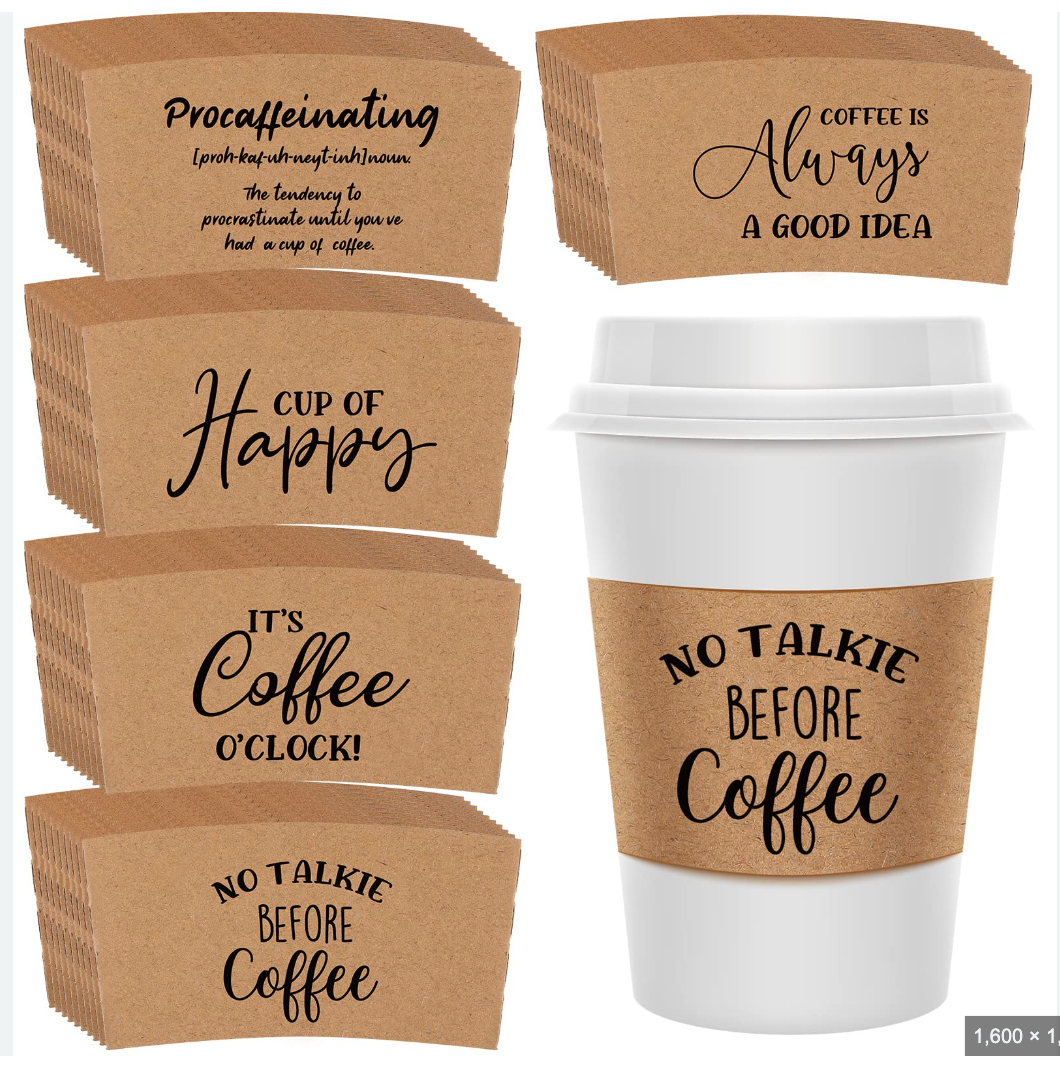 Procaffeinating
[proh-kaf-uh-neyt-inh]noun.
The tendency to
procrastinate until you ve
had a cup of coffee.
COFFEE IS
Always
A GOOD IDEA
CUP OF
Happy
IT'S
Coffee
O'CLOCK!
NO TALKIE
BEFORE
Coffee
NO TALKIE
BEFORE
Coffee
1,600 × 1,